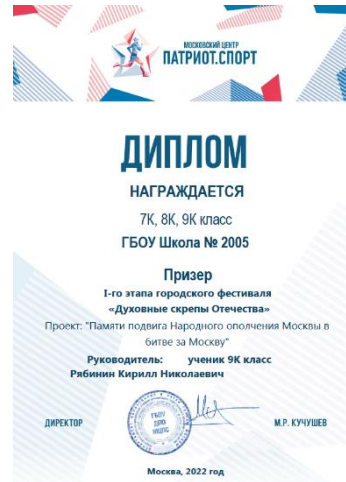 МОСКОВСКИЙ ЦЕНТР
ПАТРИОТ.СПОРТ
ДИПЛОМ
НАГРАЖДАЕТСЯ
7К, 8К, 9К класс
ГБОУ Школа № 2005
Призер
I-го этапа городского фестиваля
«Духовные скрепы Отечества»
Проект: "Памяти подвига Народного ополчения Москвы в
битве за Москву"
Руководитель: ученик 9К класс
Рябинин Кирилл Николаевич
ДИРЕКТОР
ГБОУ
ДПО
М.Р. КУЧУШЕВ
Москва, 2022 год